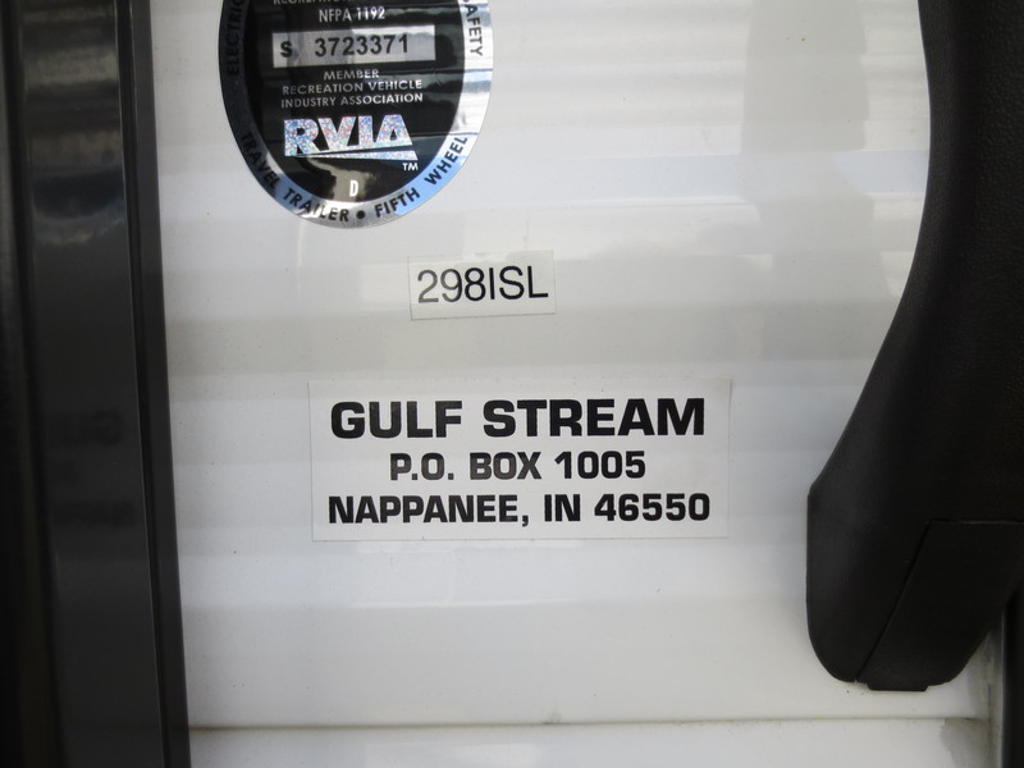 NFPA 1192
S 3723371
MEMBER
RECREATION VEHICLE
INDUSTRY ASSOCIATION
RVIA
TM
D
TRAVEL TRAILER • FIFTH WHEEL
298ISL
GULF STREAM
P.O. BOX 1005
NAPPANEE, IN 46550